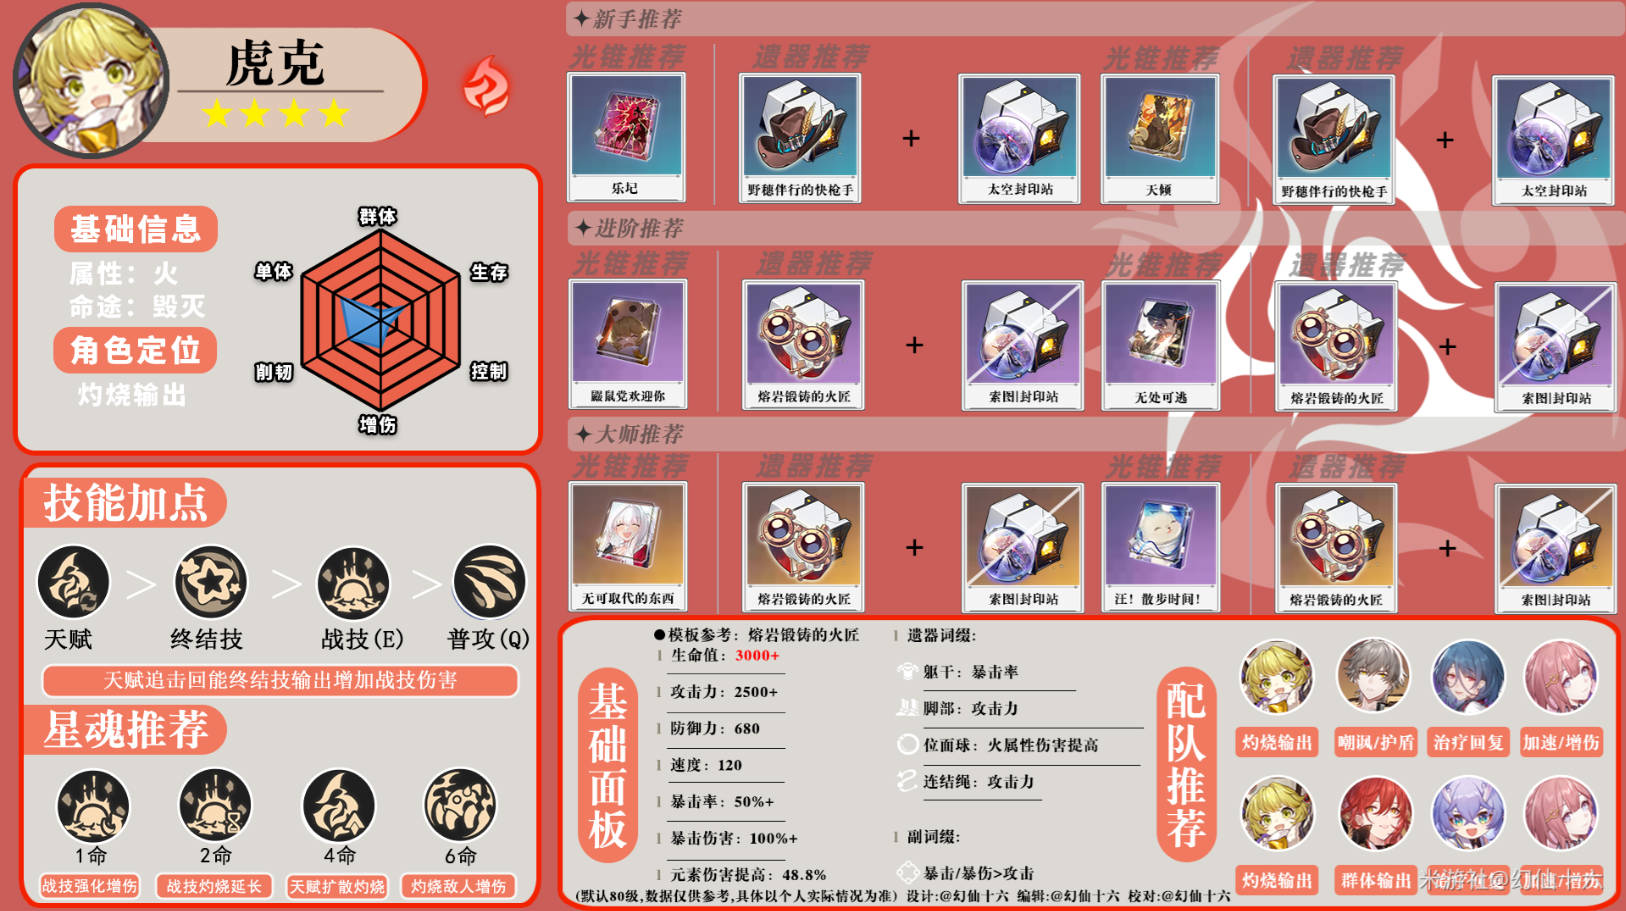 虎克
基础信息
属性：火
命途：毁灭
角色定位
灼烧输出
群体
单体
生存
削韧
控制
增伤
技能加点
天赋 > 终结技 > 战技(E) > 普攻(Q)
天赋追击回能终结技输出增加战技伤害
星魂推荐
1命
2命
4命
6命
战技强化增伤
战技灼烧延长
天赋扩散灼烧
灼烧敌人增伤
新手推荐
光锥推荐
遗器推荐
光锥推荐
遗器推荐
乐圮
野穗伴行的快枪手
+
太空封印站
天倾
野穗伴行的快枪手
+
太空封印站
进阶推荐
光锥推荐
遗器推荐
光锥推荐
遗器推荐
鼹鼠党欢迎你
熔岩锻铸的火匠
+
索图|封印站
无处可逃
熔岩锻铸的火匠
+
索图|封印站
大师推荐
光锥推荐
遗器推荐
光锥推荐
遗器推荐
无可取代的东西
熔岩锻铸的火匠
+
索图|封印站
汪！散步时间！
熔岩锻铸的火匠
+
索图|封印站
基础面板
●模板参考：熔岩锻铸的火匠
生命值：3000+
攻击力：2500+
防御力：680
速度：120
暴击率：50%+
暴击伤害：100%+
元素伤害提高：48.8%
遗器词缀:
躯干：暴击率
脚部：攻击力
位面球：火属性伤害提高
连结绳：攻击力
副词缀:
暴击/暴伤>攻击
(默认80级,数据仅供参考,具体以个人实际情况为准) 设计:@幻仙十六 编辑:@幻仙十六 校对:@幻仙十六
配队推荐
灼烧输出
嘲讽/护盾
治疗回复
加速/增伤
灼烧输出
群体输出
米游社@幻仙十六